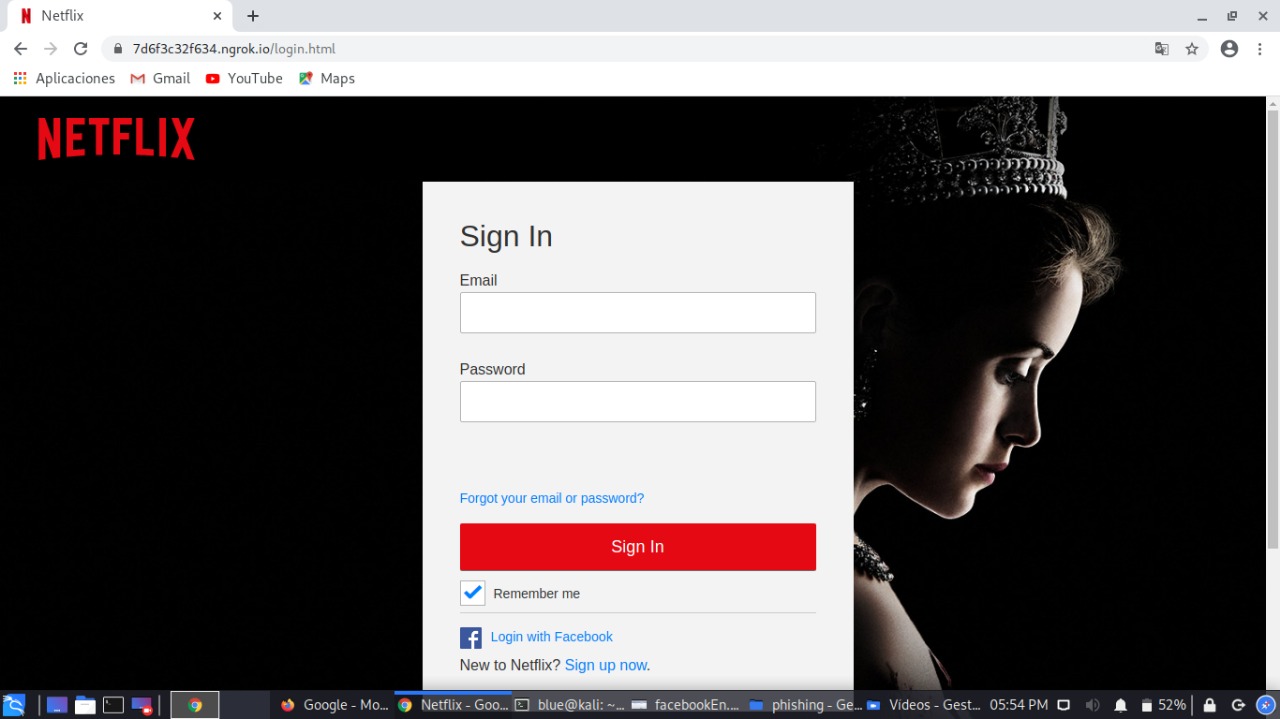 Netflix
7d6f3c32f634.ngrok.io/login.html
Aplicaciones Gmail YouTube Maps
NETFLIX
Sign In
Email
Password
Forgot your email or password?
Sign In
Remember me
Login with Facebook
New to Netflix? Sign up now.
Google - Mo... Netflix - Goo... blue@kali: ~... facebookEn.... phishing - Ge... Videos - Gest... 05:54 PM 52%